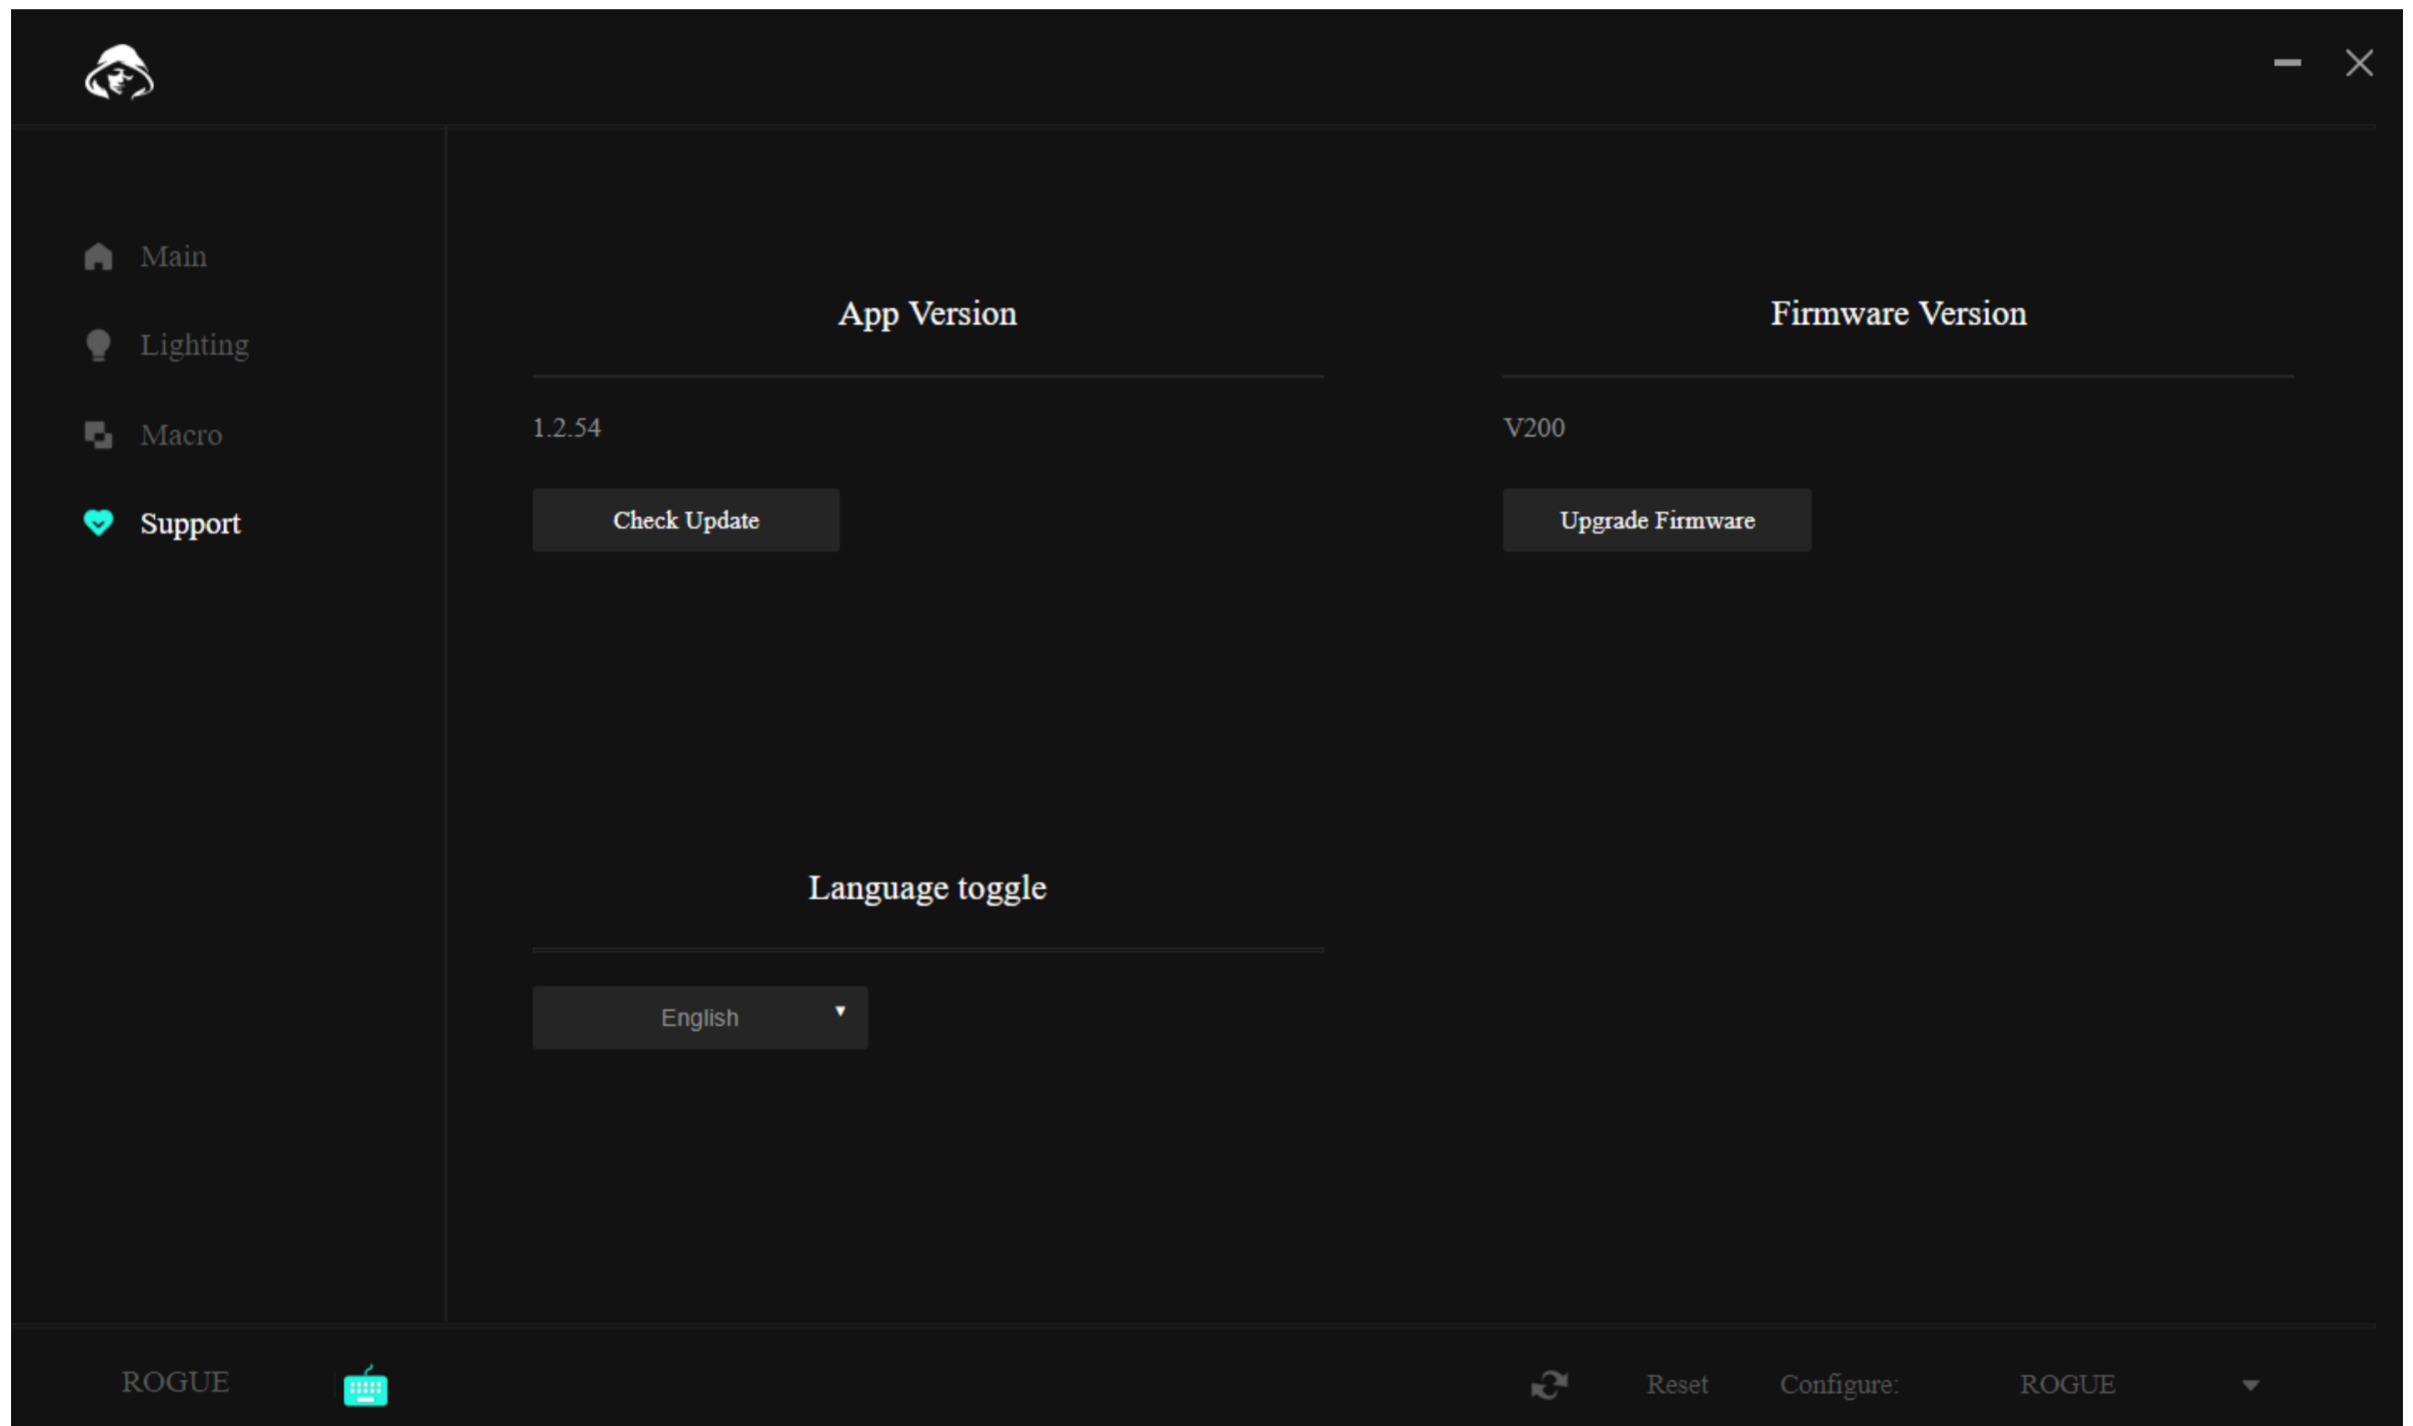 Main
Lighting
Macro
Support
App Version
1.2.54
Check Update
Firmware Version
V200
Upgrade Firmware
Language toggle
English
ROGUE
Reset
Configure:
ROGUE